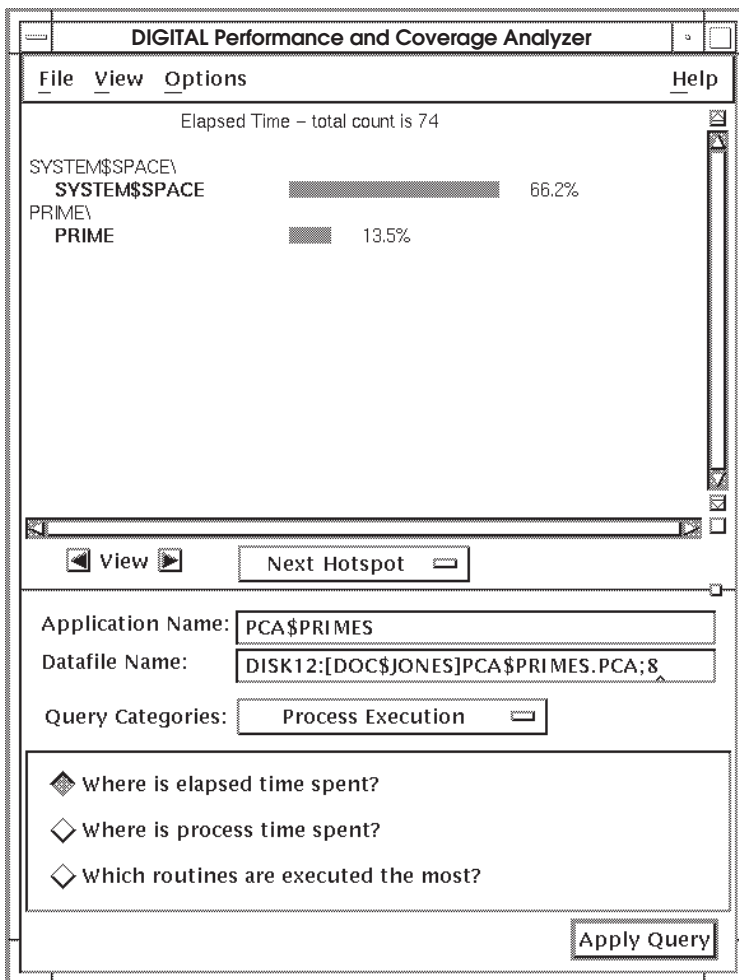 DIGITAL Performance and Coverage Analyzer
File View Options Help
Elapsed Time – total count is 74
SYSTEM$SPACE\
SYSTEM$SPACE 66.2%
PRIME\
PRIME 13.5%
View Next Hotspot
Application Name: PCA$PRIMES
Datafile Name: DISK12:[DOC$JONES]PCA$PRIMES.PCA;8
Query Categories: Process Execution
Where is elapsed time spent?
Where is process time spent?
Which routines are executed the most?
Apply Query